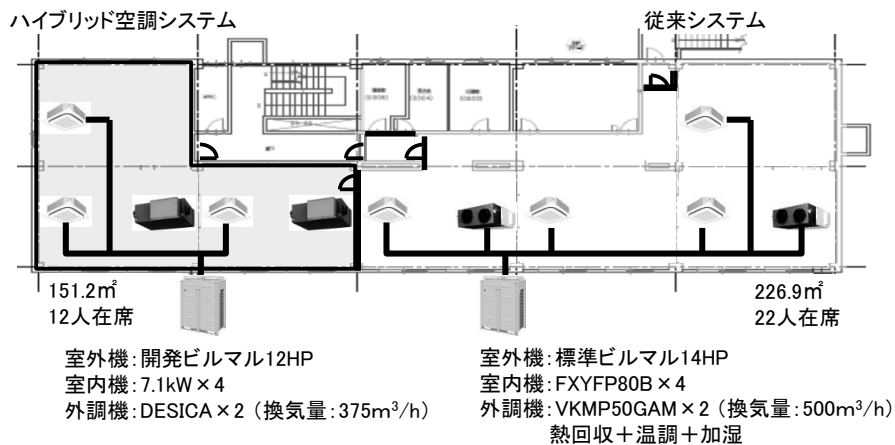 ハイブリッド空調システム
従来システム
151.2㎡
12人在席
226.9㎡
22人在席
室外機：開発ビルマル12HP
室内機：7.1kW×4
外調機：DESICA×2（換気量：375m³/h）
室外機：標準ビルマル14HP
室内機：FXYFP80B×4
外調機：VKMP50GAM×2（換気量：500m³/h）
熱回収＋温調＋加湿